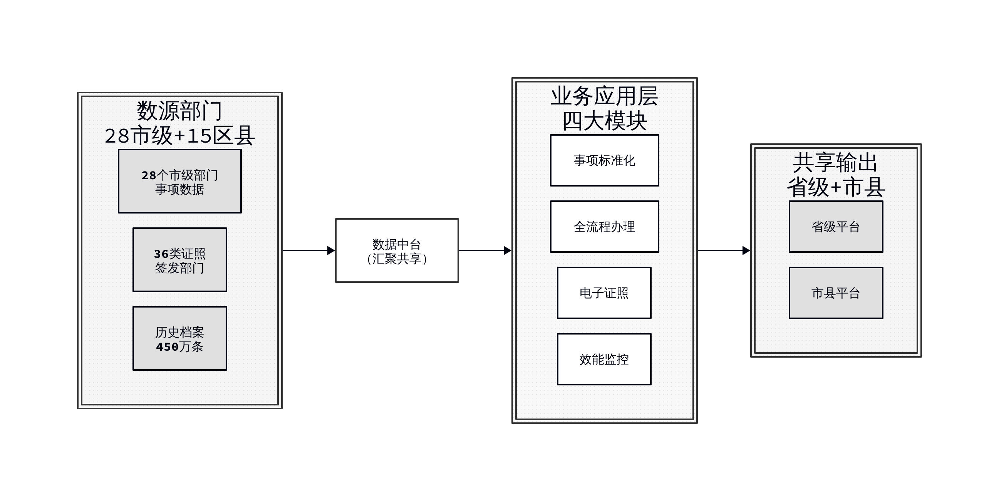 数源部门
28市级+15区县
28个市级部门
事项数据
36类证照
签发部门
历史档案
450万条
数据中台
（汇聚共享）
业务应用层
四大模块
事项标准化
全流程办理
电子证照
效能监控
共享输出
省级+市县
省级平台
市县平台